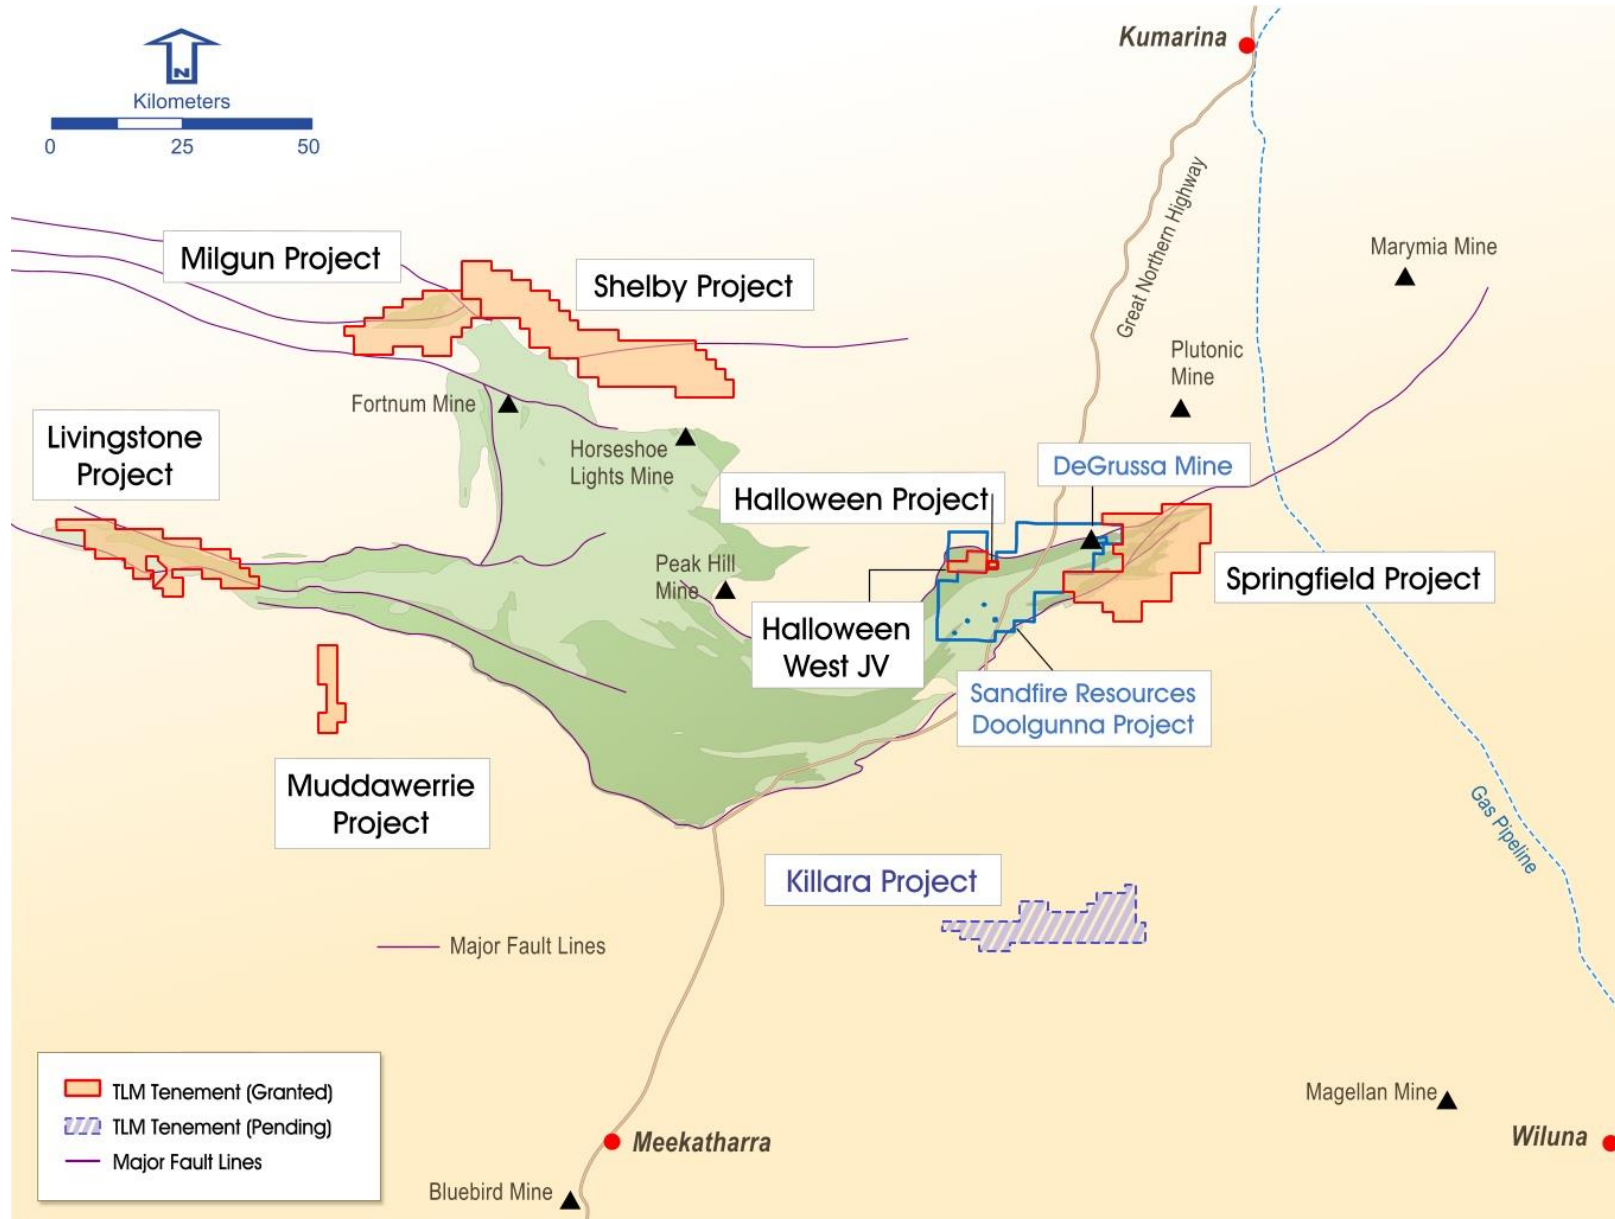 Kumarina
N
Kilometers
0 25 50
Great Northern Highway
Milgun Project
Shelby Project
Marymia Mine
Plutonic
Mine
Fortnum Mine
Livingstone
Project
Horseshoe
Lights Mine
DeGrussa Mine
Halloween Project
Peak Hill
Mine
Springfield Project
Halloween
West JV
Sandfire Resources
Doolgunna Project
Muddawerrie
Project
Gas Pipeline
Killara Project
Major Fault Lines
TLM Tenement (Granted)
TLM Tenement (Pending)
Major Fault Lines
Magellan Mine
Wiluna
Meekatharra
Bluebird Mine